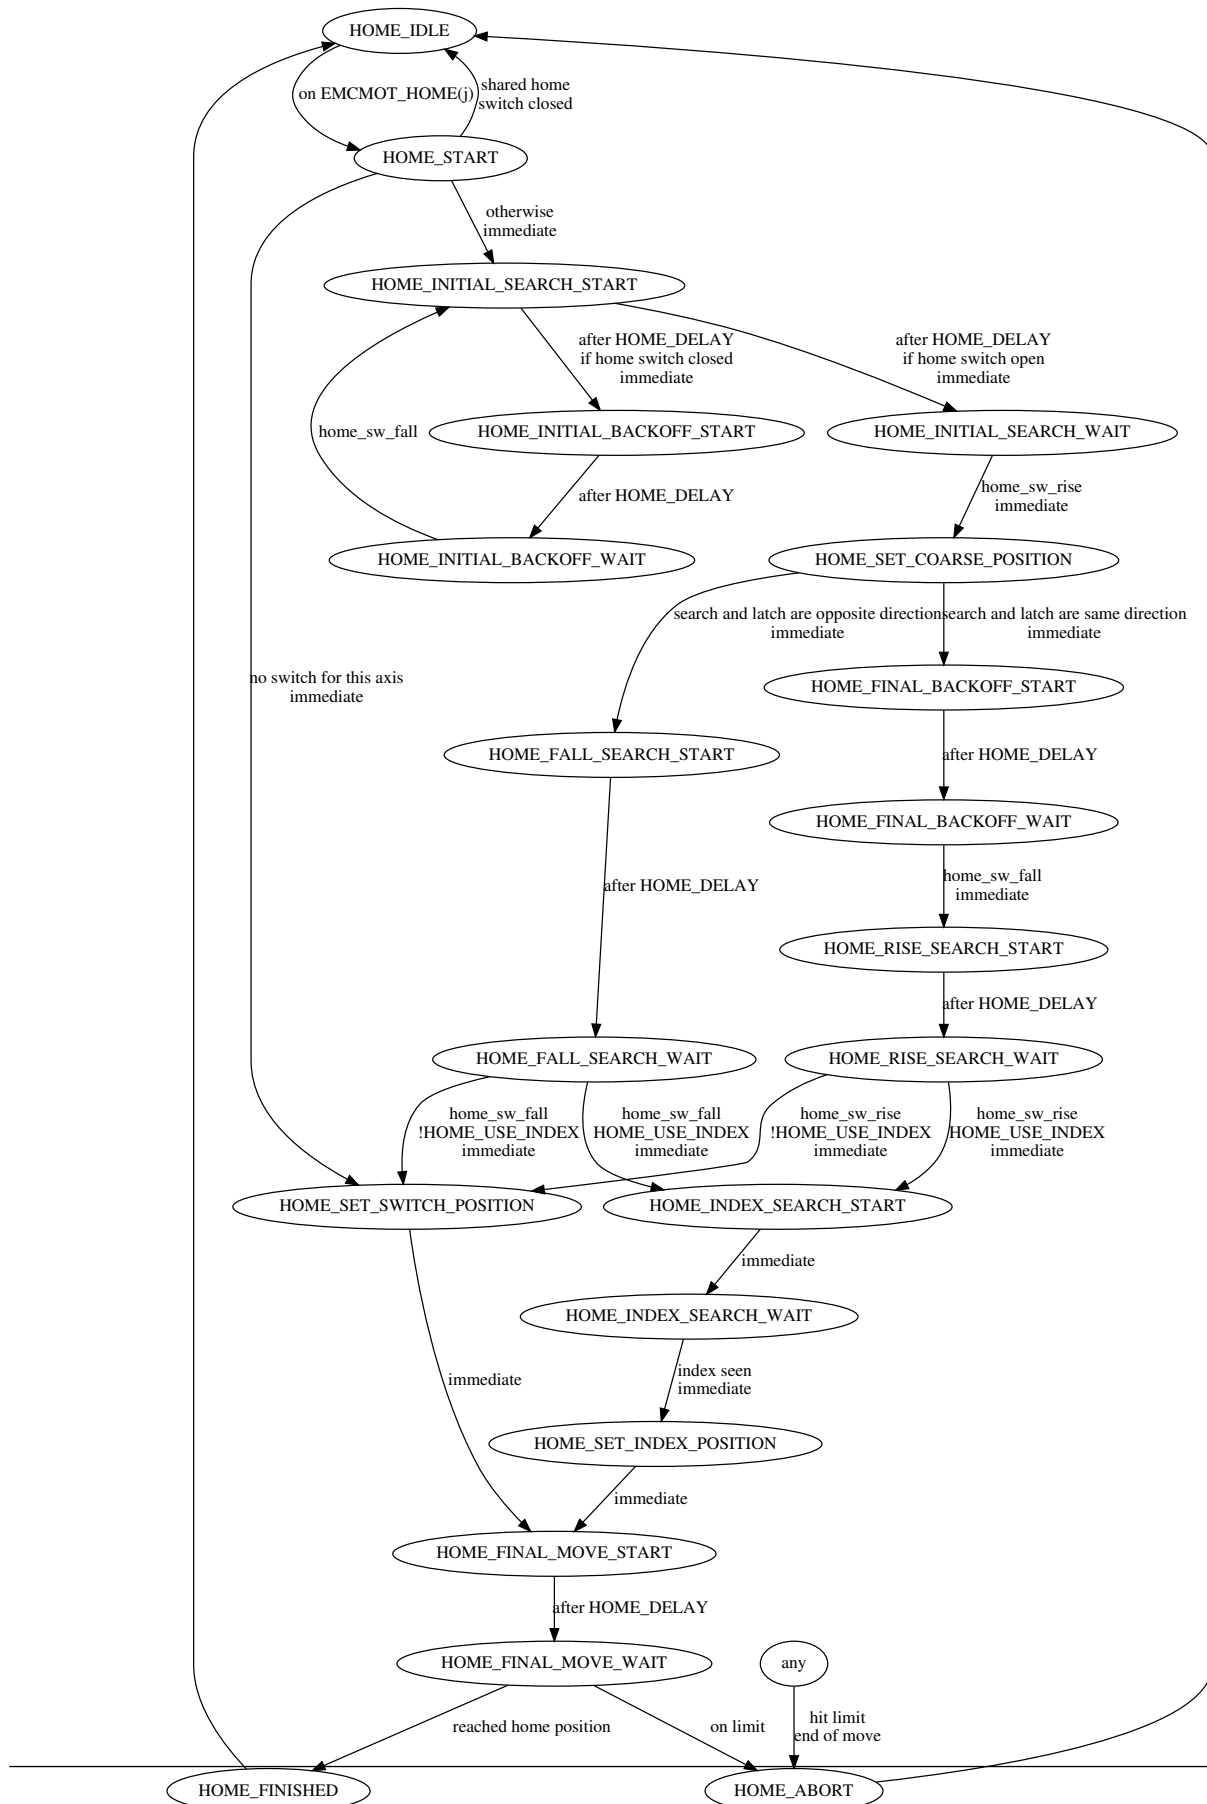 HOME_IDLE
on EMCMOT_HOME(j)
shared home
switch closed
HOME_START
otherwise
immediate
HOME_INITIAL_SEARCH_START
after HOME_DELAY
if home switch closed
immediate
after HOME_DELAY
if home switch open
immediate
home_sw_fall
HOME_INITIAL_BACKOFF_START
HOME_INITIAL_SEARCH_WAIT
after HOME_DELAY
home_sw_rise
immediate
HOME_INITIAL_BACKOFF_WAIT
HOME_SET_COARSE_POSITION
search and latch are opposite direction
immediate
search and latch are same direction
immediate
no switch for this axis
immediate
HOME_FINAL_BACKOFF_START
HOME_FALL_SEARCH_START
after HOME_DELAY
HOME_FINAL_BACKOFF_WAIT
after HOME_DELAY
home_sw_fall
immediate
HOME_RISE_SEARCH_START
after HOME_DELAY
HOME_FALL_SEARCH_WAIT
HOME_RISE_SEARCH_WAIT
home_sw_fall
!HOME_USE_INDEX
immediate
home_sw_fall
HOME_USE_INDEX
immediate
home_sw_rise
!HOME_USE_INDEX
immediate
home_sw_rise
HOME_USE_INDEX
immediate
HOME_SET_SWITCH_POSITION
HOME_INDEX_SEARCH_START
immediate
HOME_INDEX_SEARCH_WAIT
immediate
index seen
immediate
HOME_SET_INDEX_POSITION
immediate
HOME_FINAL_MOVE_START
after HOME_DELAY
HOME_FINAL_MOVE_WAIT
any
reached home position
on limit
hit limit
end of move
HOME_FINISHED
HOME_ABORT